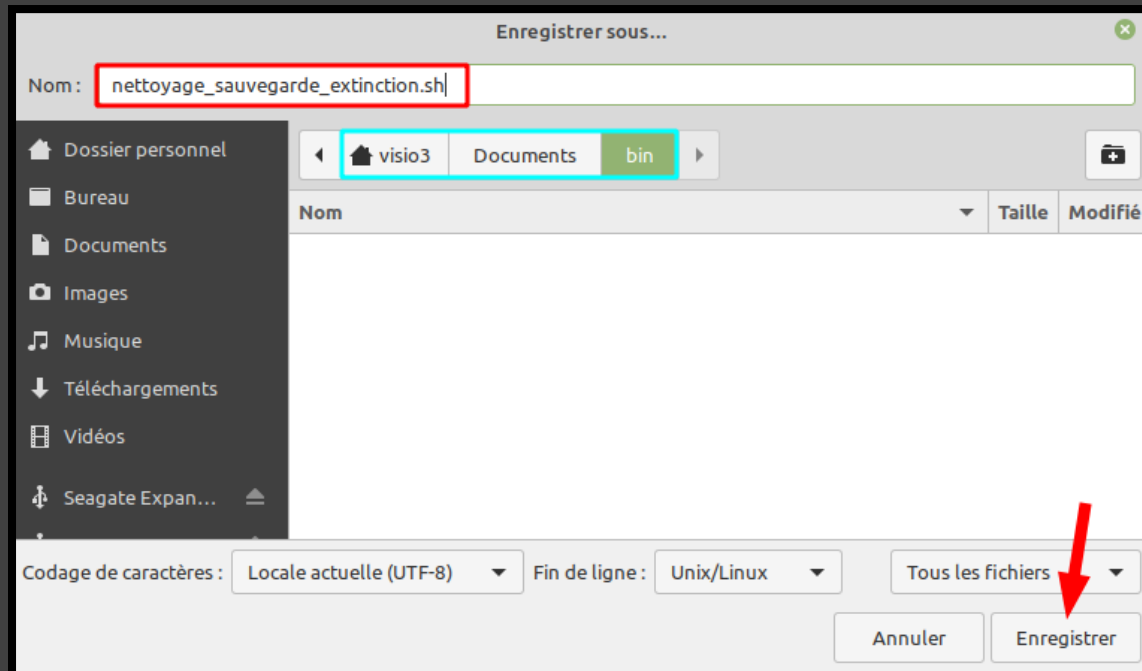 Enregistrer sous...
Nom : nettoyage_sauvegarde_extinction.sh
Dossier personnel
Bureau
Documents
Images
Musique
Téléchargements
Vidéos
Seagate Expan...
visio3 Documents bin
Nom Taille Modifié
Codage de caractères : Locale actuelle (UTF-8) Fin de ligne : Unix/Linux Tous les fichiers
Annuler Enregistrer